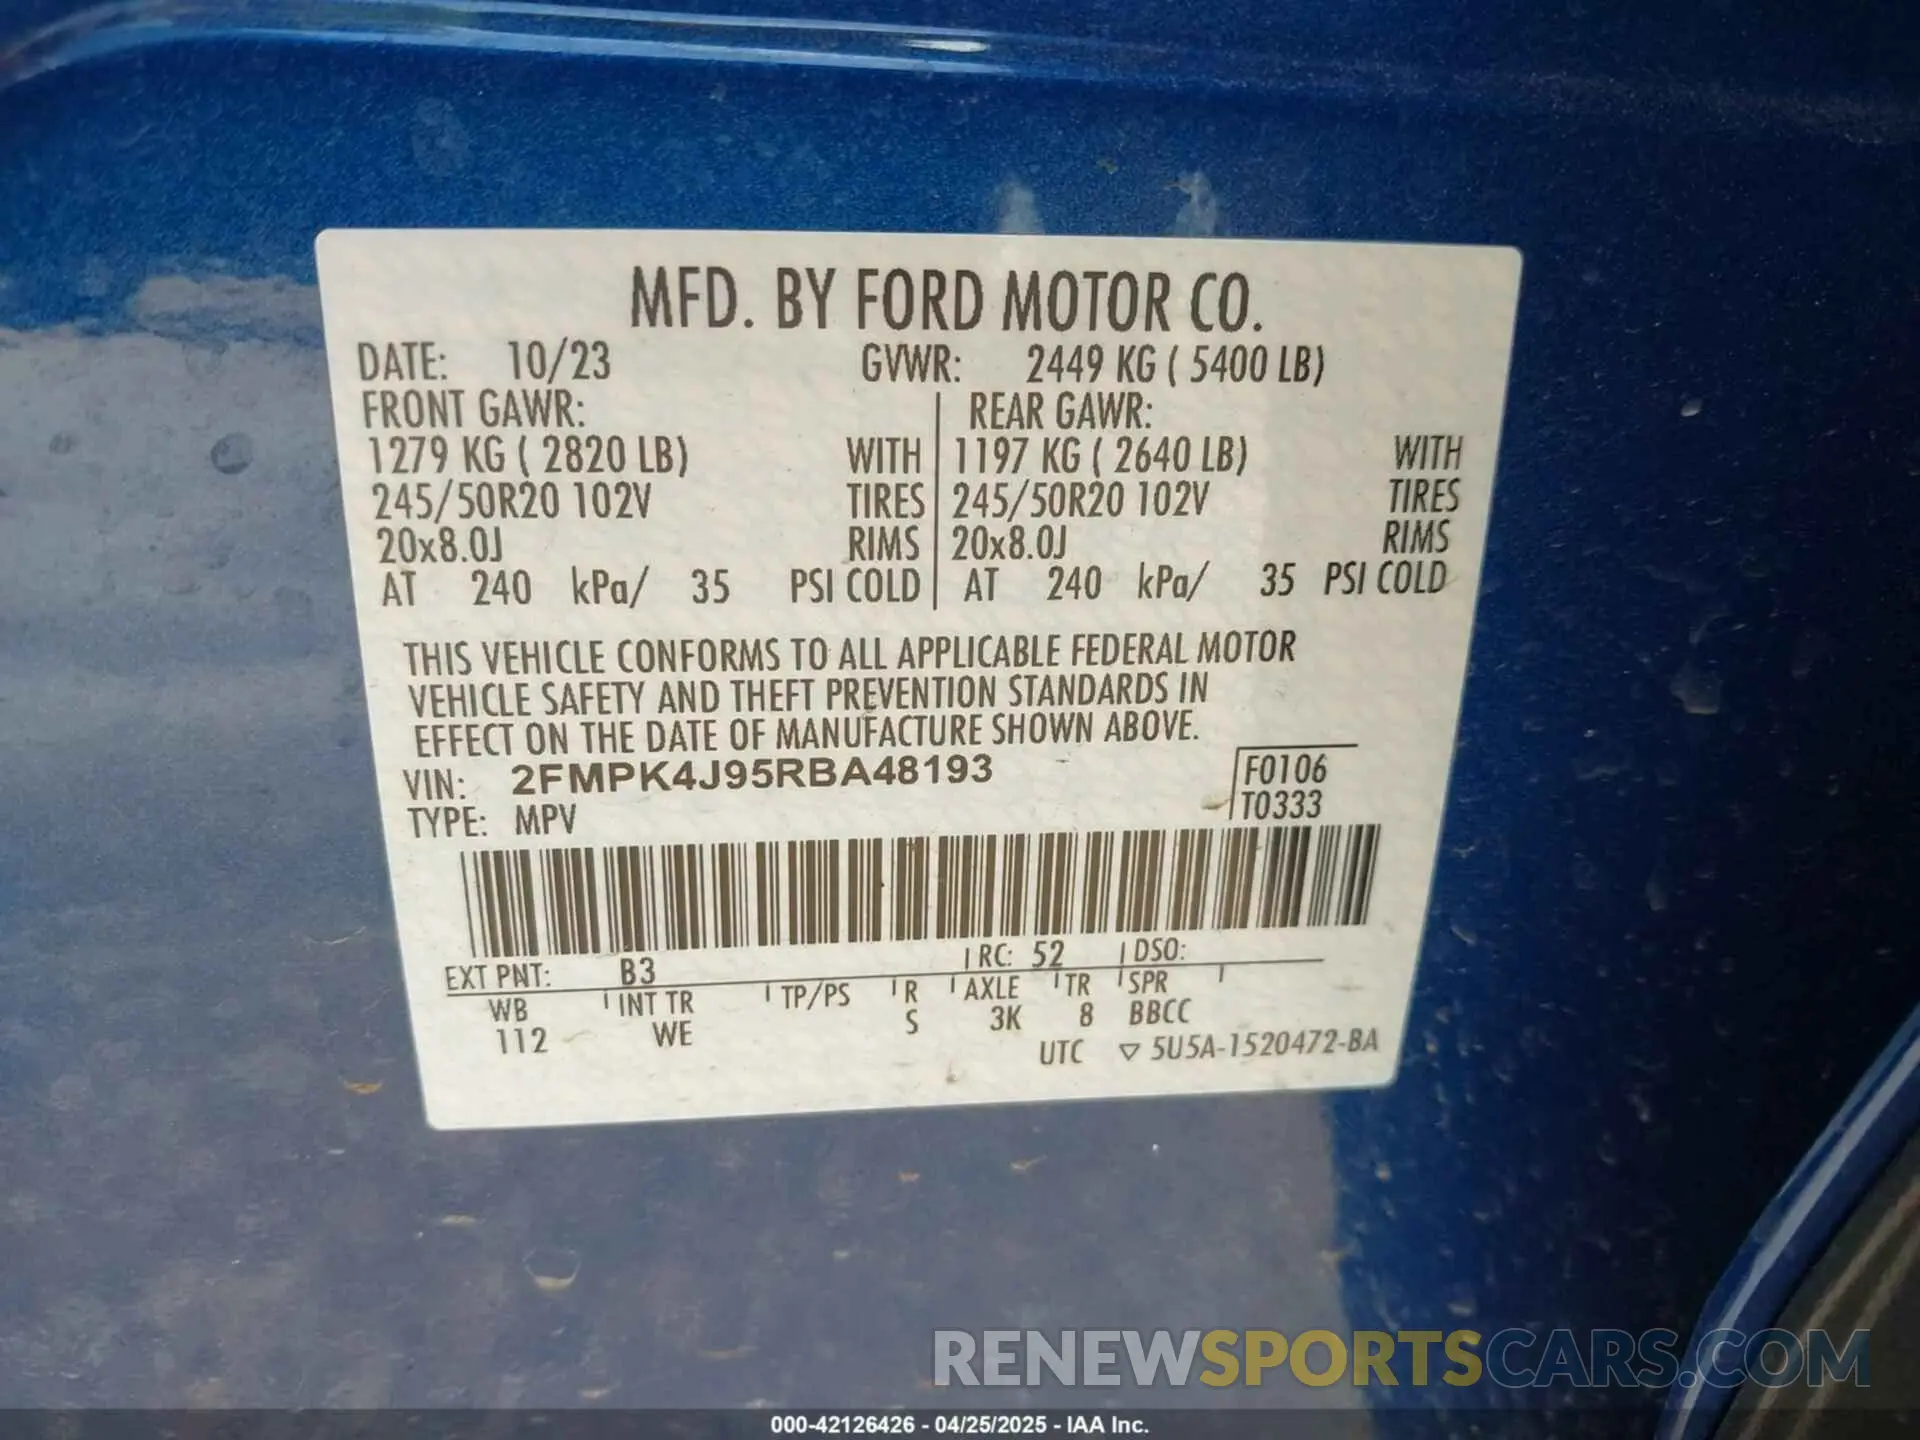 MFD. BY FORD MOTOR CO.
DATE: 10/23 GVWR: 2449 KG ( 5400 LB)
FRONT GAWR: REAR GAWR:
1279 KG ( 2820 LB) WITH 1197 KG ( 2640 LB) WITH
245/50R20 102V TIRES 245/50R20 102V TIRES
20x8.0J RIMS 20x8.0J RIMS
AT 240 kPa/ 35 PSI COLD AT 240 kPa/ 35 PSI COLD
THIS VEHICLE CONFORMS TO ALL APPLICABLE FEDERAL MOTOR
VEHICLE SAFETY AND THEFT PREVENTION STANDARDS IN
EFFECT ON THE DATE OF MANUFACTURE SHOWN ABOVE.
VIN: 2FMPK4J95RBA48193 F0106
TYPE: MPV T0333
EXT PNT: B3 RC: 52 DSO:
WB INT TR TP/PS R AXLE TR SPR
112 WE S 3K 8 BBCC
UTC ▽ 5U5A-1520472-BA
RENEWSPORTSCARS.COM
000-42126426 - 04/25/2025 - IAA Inc.